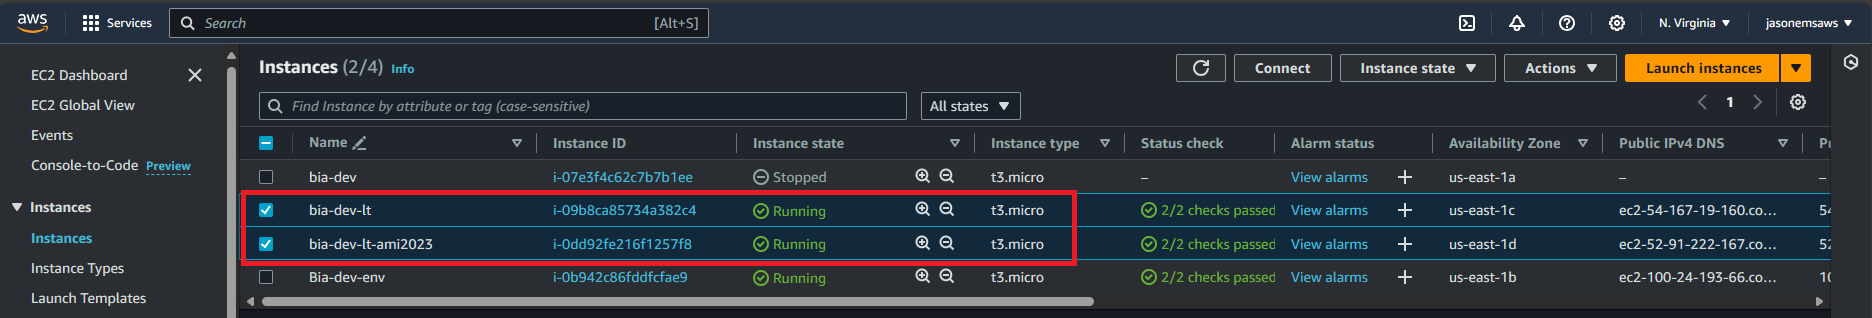 aws Services Search [Alt+S] N. Virginia jasonemsaws
EC2 Dashboard
EC2 Global View
Events
Console-to-Code Preview
Instances
Instances
Instance Types
Launch Templates
Instances (2/4) Info Connect Instance state Actions Launch instances
Find Instance by attribute or tag (case-sensitive) All states 1
Name Instance ID Instance state Instance type Status check Alarm status Availability Zone Public IPv4 DNS Pu
bia-dev i-07e3f4c62c7b7b1ee Stopped t3.micro – View alarms + us-east-1a – –
bia-dev-lt i-09b8ca85734a382c4 Running t3.micro 2/2 checks passed View alarms + us-east-1c ec2-54-167-19-160.co... 54
bia-dev-lt-ami2023 i-0dd92fe216f1257f8 Running t3.micro 2/2 checks passed View alarms + us-east-1d ec2-52-91-222-167.co... 52
Bia-dev-env i-0b942c86fddfcfae9 Running t3.micro 2/2 checks passed View alarms + us-east-1b ec2-100-24-193-66.co... 10